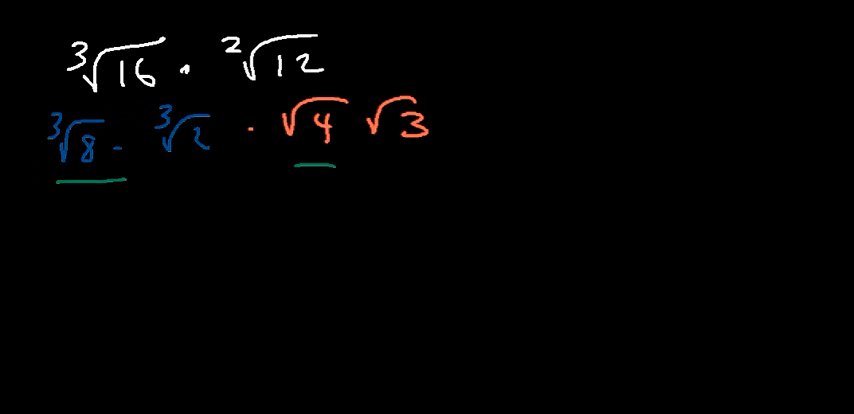 ³√16 · ²√12
³√8 · ³√2 · √4 √3